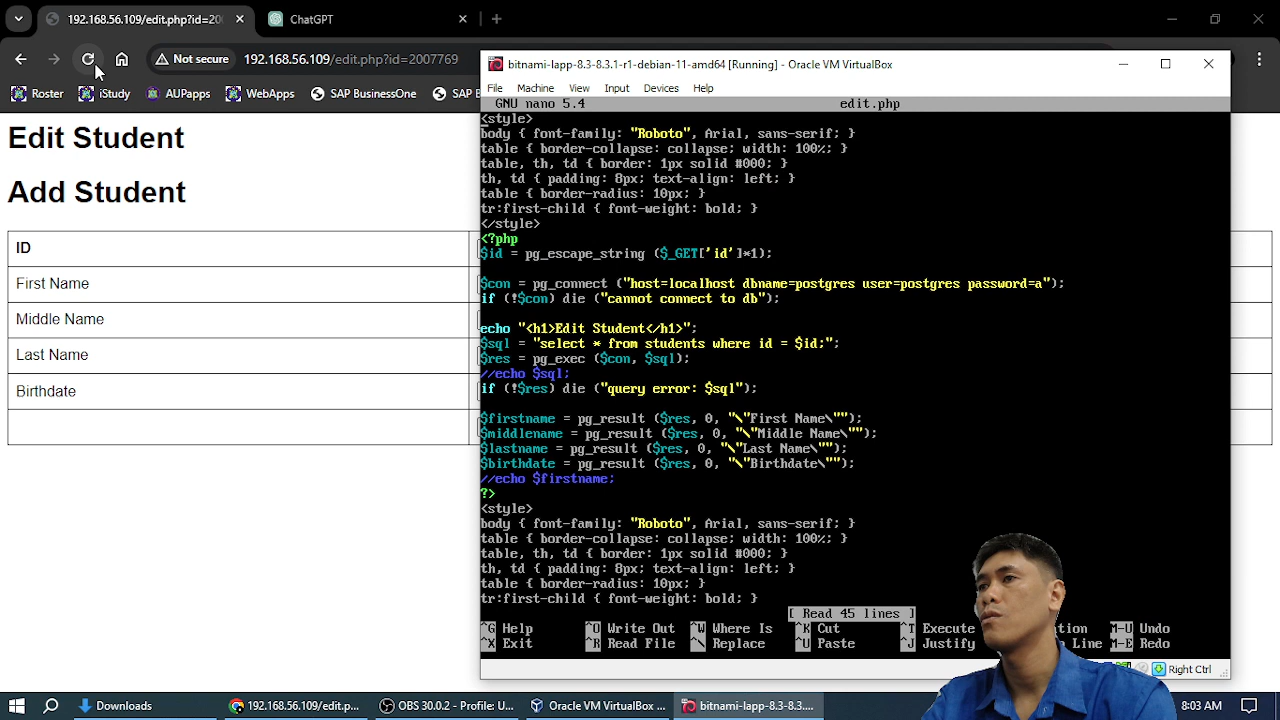 192.168.56.109/edit.php?id=20
ChatGPT
Not secure
192.168.56.109/edit.php?id=2007769
Roster
iStudy
AUPapps
WebApps
SAP BusinessOne
SAP B
Edit Student
Add Student
ID
First Name
Middle Name
Last Name
Birthdate
bitnami-lapp-8.3-8.3.1-r1-debian-11-amd64 [Running] - Oracle VM VirtualBox
File Machine View Input Devices Help
GNU nano 5.4 edit.php
<style>
body { font-family: "Roboto", Arial, sans-serif; }
table { border-collapse: collapse; width: 100%; }
table, th, td { border: 1px solid #000; }
th, td { padding: 8px; text-align: left; }
table { border-radius: 10px; }
tr:first-child { font-weight: bold; }
</style>
<?php
$id = pg_escape_string ($_GET['id']*1);
$con = pg_connect ("host=localhost dbname=postgres user=postgres password=a");
if (!$con) die ("cannot connect to db");
echo "<h1>Edit Student</h1>";
$sql = "select * from students where id = $id;";
$res = pg_exec ($con, $sql);
//echo $sql;
if (!$res) die ("query error: $sql");
$firstname = pg_result ($res, 0, "\"First Name\"");
$middlename = pg_result ($res, 0, "\"Middle Name\"");
$lastname = pg_result ($res, 0, "\"Last Name\"");
$birthdate = pg_result ($res, 0, "\"Birthdate\"");
//echo $firstname;
?>
<style>
body { font-family: "Roboto", Arial, sans-serif; }
table { border-collapse: collapse; width: 100%; }
table, th, td { border: 1px solid #000; }
th, td { padding: 8px; text-align: left; }
table { border-radius: 10px; }
tr:first-child { font-weight: bold; }
[ Read 45 lines ]
^G Help ^O Write Out ^W Where Is ^K Cut ^T Execute M-U Undo
^X Exit ^R Read File ^\ Replace ^U Paste ^J Justify Line M-E Redo
Right Ctrl
Downloads
192.168.56.109/edit.p...
OBS 30.0.2 - Profile: U...
Oracle VM VirtualBox ...
bitnami-lapp-8.3-8.3....
8:03 AM